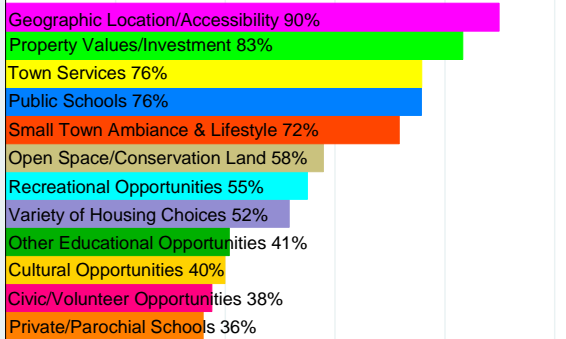 Geographic Location/Accessibility 90%
Property Values/Investment 83%
Town Services 76%
Public Schools 76%
Small Town Ambiance & Lifestyle 72%
Open Space/Conservation Land 58%
Recreational Opportunities 55%
Variety of Housing Choices 52%
Other Educational Opportunities 41%
Cultural Opportunities 40%
Civic/Volunteer Opportunities 38%
Private/Parochial Schools 36%